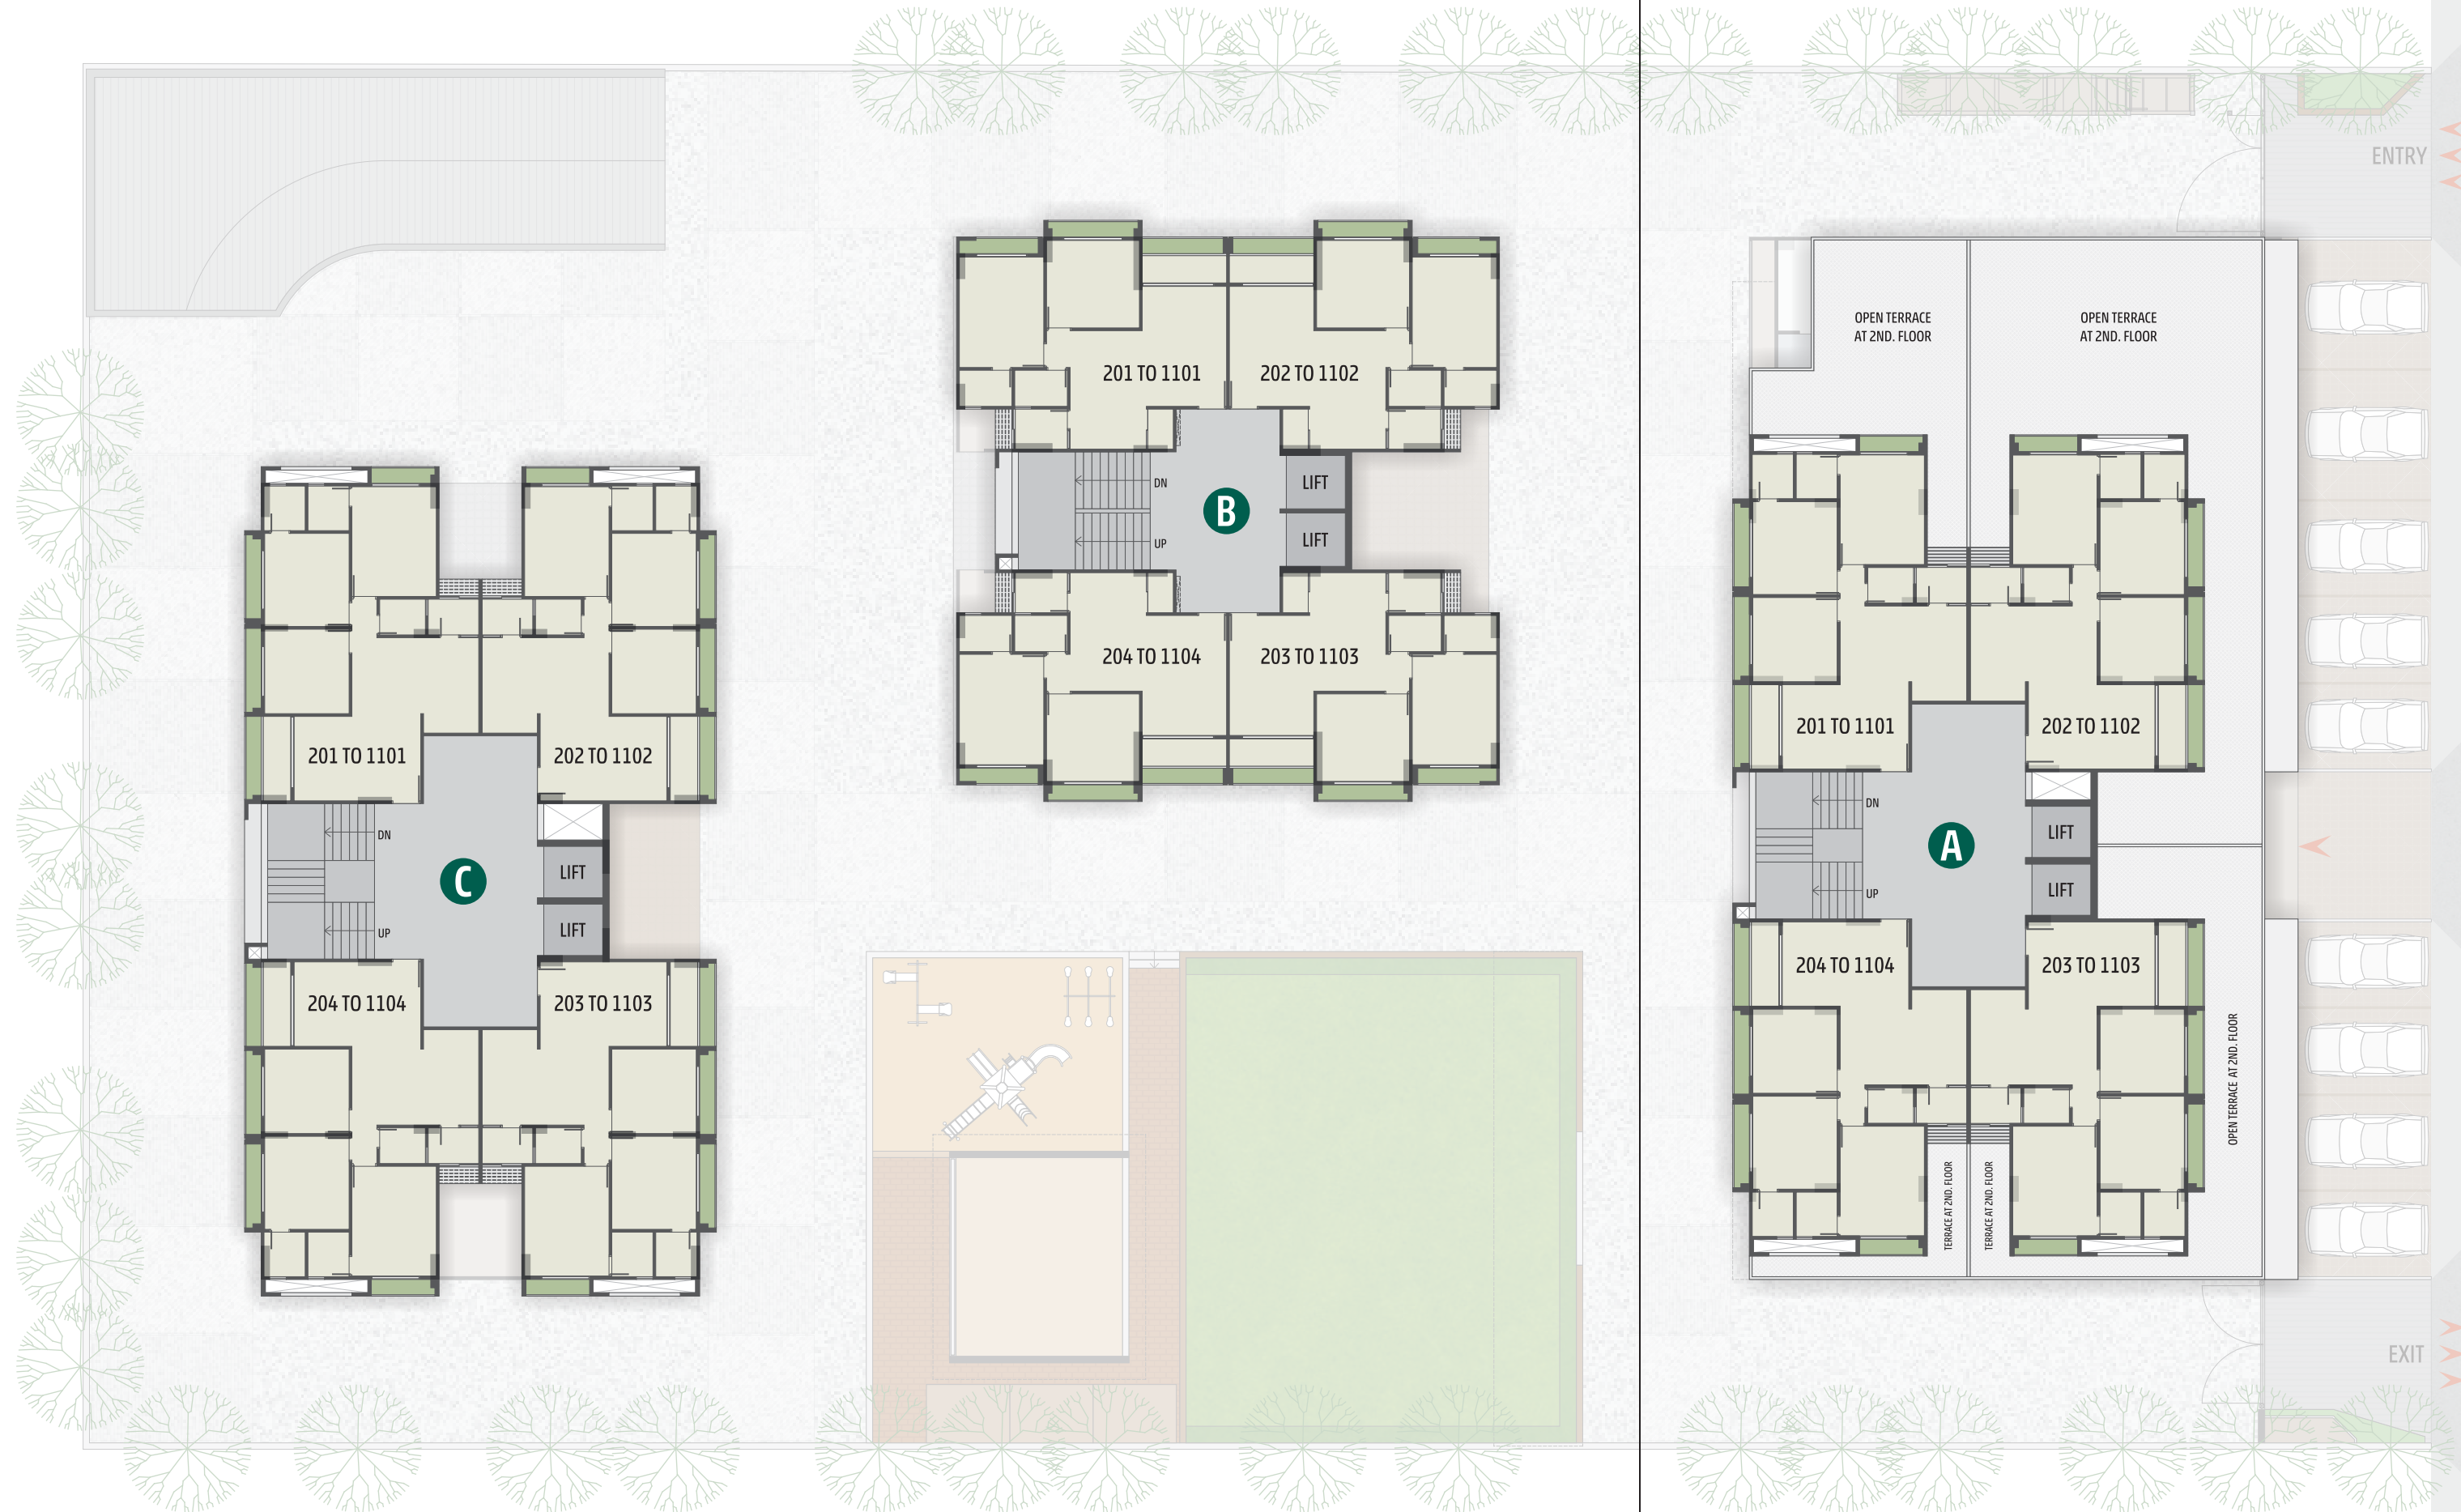 ENTRY
OPEN TERRACE
AT 2ND. FLOOR
OPEN TERRACE
AT 2ND. FLOOR
201 TO 1101
202 TO 1102
DN
UP
B
LIFT
LIFT
204 TO 1104
203 TO 1103
201 TO 1101
202 TO 1102
DN
UP
C
LIFT
LIFT
204 TO 1104
203 TO 1103
201 TO 1101
202 TO 1102
DN
UP
A
LIFT
LIFT
204 TO 1104
203 TO 1103
OPEN TERRACE AT 2ND. FLOOR
TERRACE AT 2ND. FLOOR
TERRACE AT 2ND. FLOOR
EXIT